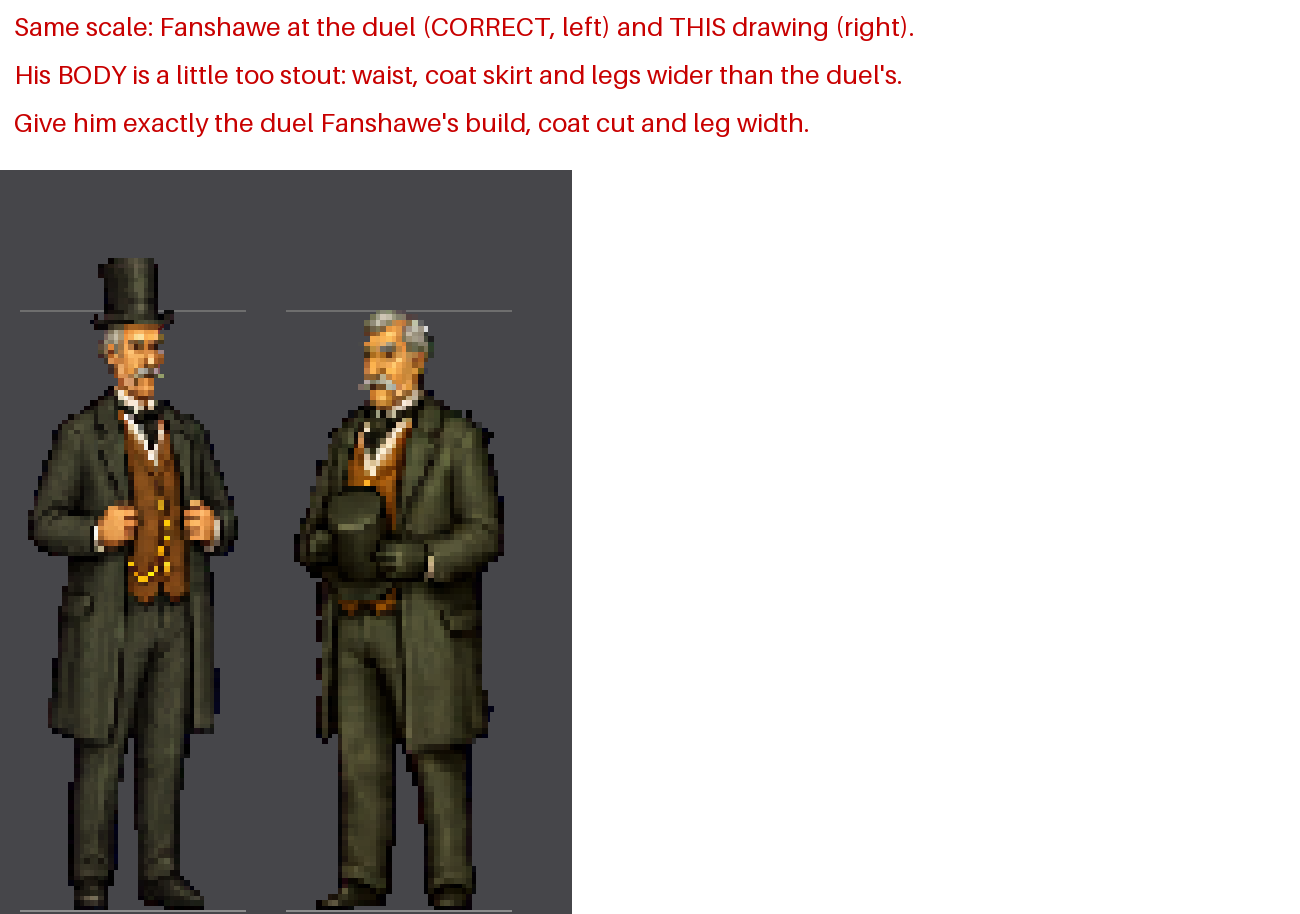 Same scale: Fanshawe at the duel (CORRECT, left) and THIS drawing (right).
His BODY is a little too stout: waist, coat skirt and legs wider than the duel's.
Give him exactly the duel Fanshawe's build, coat cut and leg width.